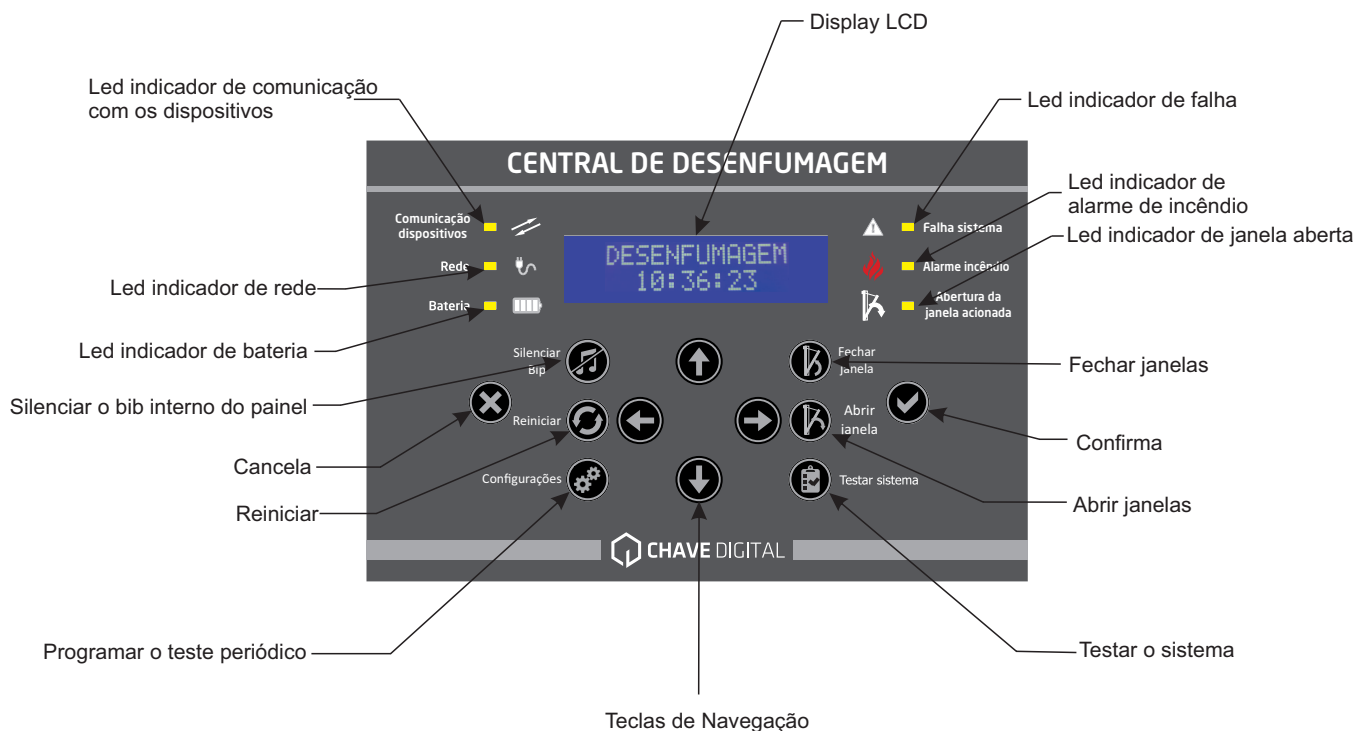 Display LCD
Led indicador de comunicação
com os dispositivos
Led indicador de falha
CENTRAL DE DESENFUMAGEM
Led indicador de
alarme de incêndio
Comunicação
dispositivos
Falha sistema
Led indicador de janela aberta
DESENFUMAGEM
10:36:23
Rede
Alarme incêndio
Led indicador de rede
Bateria
Abertura da
janela acionada
Led indicador de bateria
Silenciar
Bip
Fechar
janela
Fechar janelas
Silenciar o bib interno do painel
Reiniciar
Abrir
janela
Confirma
Cancela
Configurações
Testar sistema
Abrir janelas
Reiniciar
CHAVE DIGITAL
Programar o teste periódico
Testar o sistema
Teclas de Navegação